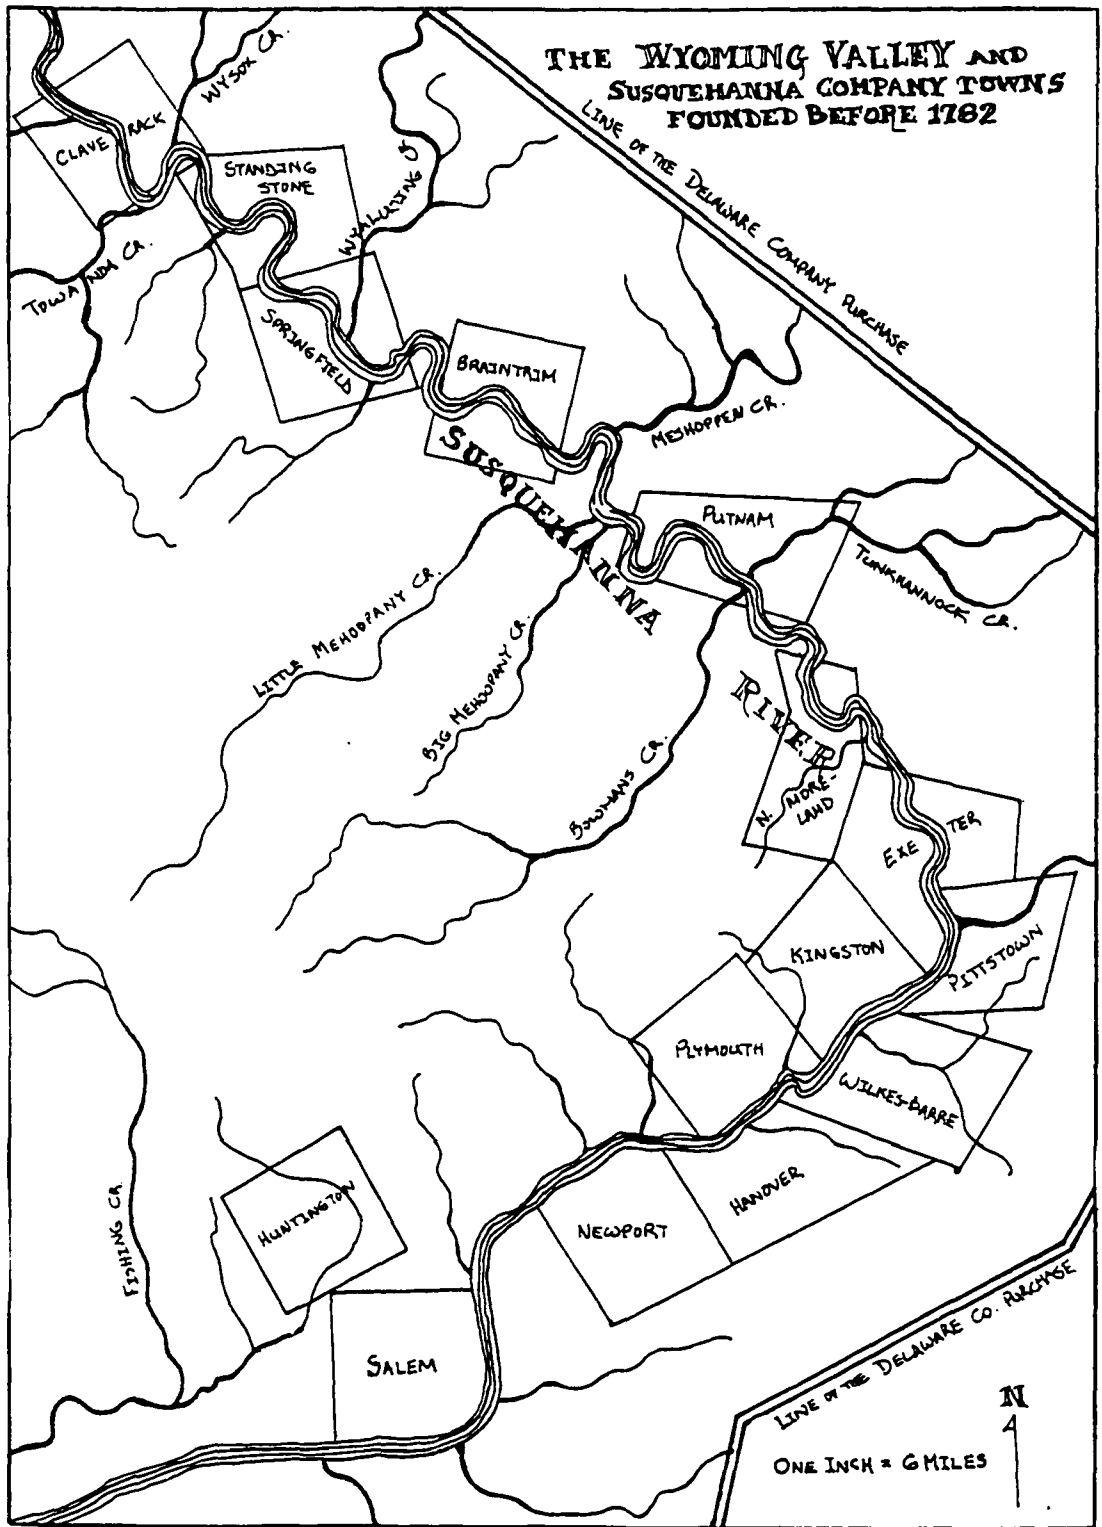 THE WYOMING VALLEY AND
SUSQUEHANNA COMPANY TOWNS
FOUNDED BEFORE 1782
LINE OF THE DELAWARE COMPANY PURCHASE
WYSOX CR.
CLAVERACK
STANDING
STONE
WYALUSING CR
TOWANDA CR.
SPRINGFIELD
BRAINTRIM
MESHOPPEN CR.
SUSQUEHANNA
RIVER
PUTNAM
TUNKHANNOCK CR.
LITTLE MEHOOPANY CR.
BIG MEHOOPANY CR.
BOWMANS CR.
N. MORE-
LAND
EXETER
KINGSTON
PITTSTOWN
PLYMOUTH
WILKES-BARRE
HANOVER
NEWPORT
HUNTINGTON
FISHING CR.
SALEM
LINE OF THE DELAWARE CO. PURCHASE
N
ONE INCH = 6 MILES